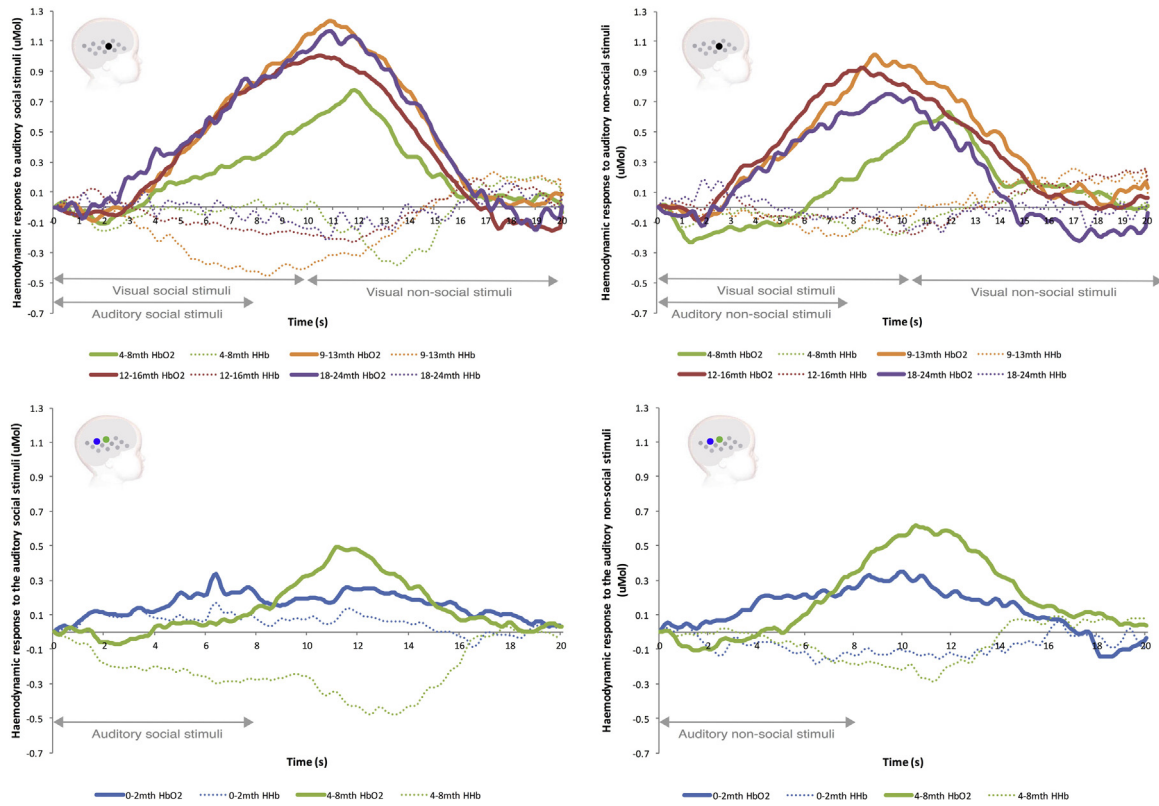 Haemodynamic response to auditory social stimuli (uMol)
1.3
1.1
0.9
0.7
0.5
0.3
0.1
-0.1
-0.3
-0.5
-0.7
0 1 2 3 4 5 6 7 8 9 10 11 12 13 14 15 16 17 18 19 20
Visual social stimuli Visual non-social stimuli
Auditory social stimuli
Time (s)
4-8mth HbO2 4-8mth HHb 9-13mth HbO2 9-13mth HHb
12-16mth HbO2 12-16mth HHb 18-24mth HbO2 18-24mth HHb
Haemodynamic response to auditory non-social stimuli
(uMol)
1.3
1.1
0.9
0.7
0.5
0.3
0.1
-0.1
-0.3
-0.5
-0.7
0 1 2 3 4 5 6 7 8 9 10 11 12 13 14 15 16 17 18 19 20
Visual social stimuli Visual non-social stimuli
Auditory non-social stimuli
Time (s)
4-8mth HbO2 4-8mth HHb 9-13mth HbO2 9-13mth HHb
12-16mth HbO2 12-16mth HHb 18-24mth HbO2 18-24mth HHb
Haemodynamic response to the auditory social stimuli (uMol)
1.3
1.1
0.9
0.7
0.5
0.3
0.1
-0.1
-0.3
-0.5
-0.7
0 2 4 6 8 10 12 14 16 18 20
Auditory social stimuli
Time (s)
0-2mth HbO2 0-2mth HHb 4-8mth HbO2 4-8mth HHb
Haemodynamic response to the auditory non-social stimuli
(uMol)
1.3
1.1
0.9
0.7
0.5
0.3
0.1
-0.1
-0.3
-0.5
-0.7
0 2 4 6 8 10 12 14 16 18 20
Auditory non-social stimuli
Time (s)
0-2mth HbO2 0-2mth HHb 4-8mth HbO2 4-8mth HHb